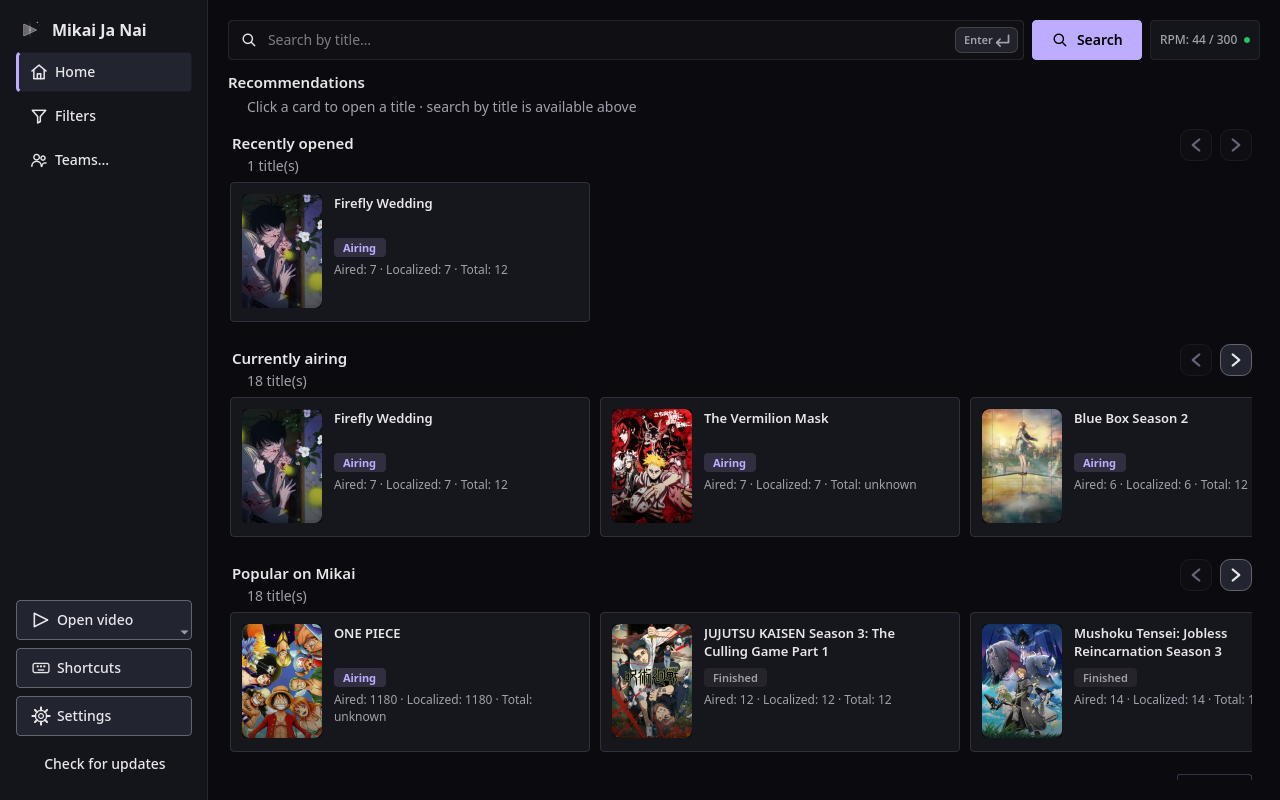 Mikai Ja Nai
Home
Filters
Teams...
Open video
Shortcuts
Settings
Check for updates
Search by title...
Enter
Search
RPM: 44 / 300
Recommendations
Click a card to open a title · search by title is available above
Recently opened
1 title(s)
Firefly Wedding
Airing
Aired: 7 · Localized: 7 · Total: 12
Currently airing
18 title(s)
Firefly Wedding
Airing
Aired: 7 · Localized: 7 · Total: 12
The Vermilion Mask
Airing
Aired: 7 · Localized: 7 · Total: unknown
Blue Box Season 2
Airing
Aired: 6 · Localized: 6 · Total: 12
Popular on Mikai
18 title(s)
ONE PIECE
Airing
Aired: 1180 · Localized: 1180 · Total:
unknown
JUJUTSU KAISEN Season 3: The
Culling Game Part 1
Finished
Aired: 12 · Localized: 12 · Total: 12
呪術廻戦
Mushoku Tensei: Jobless
Reincarnation Season 3
Finished
Aired: 14 · Localized: 14 · Total: